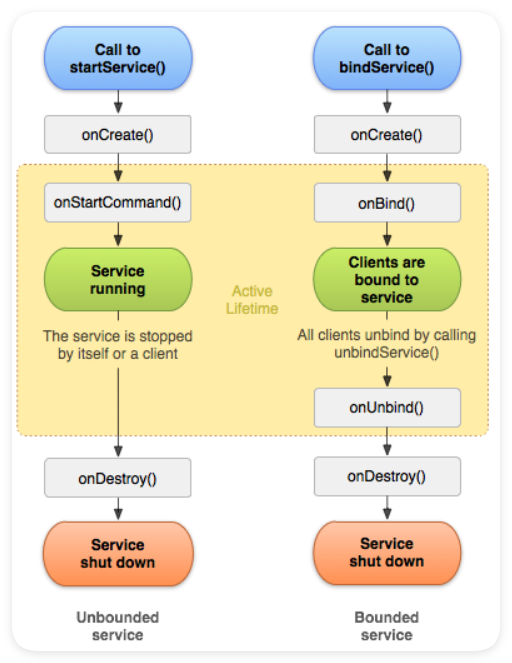 Call to
startService()
onCreate()
onStartCommand()
Service
running
The service is stopped
by itself or a client
onDestroy()
Service
shut down
Unbounded
service
Active
Lifetime
Call to
bindService()
onCreate()
onBind()
Clients are
bound to
service
All clients unbind by calling
unbindService()
onUnbind()
onDestroy()
Service
shut down
Bounded
service